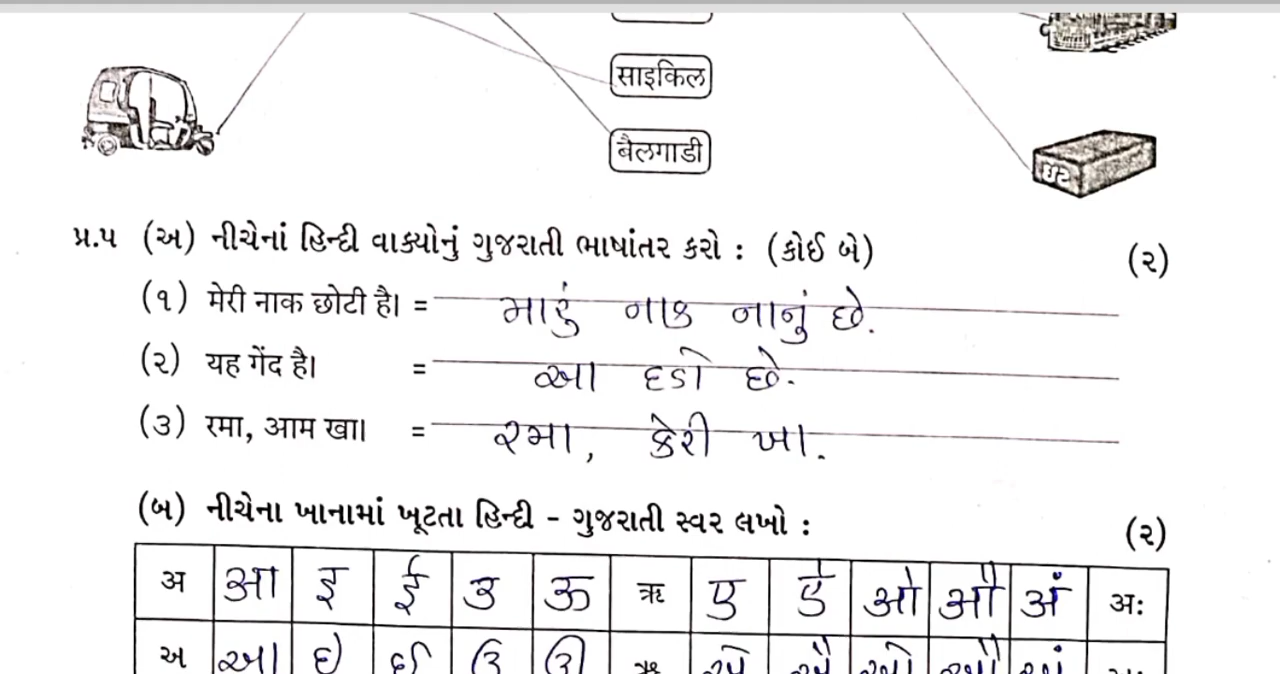 साइकिल
बैलगाडी
ईंट
પ્ર.૫ (અ) નીચેનાં હિન્દી વાક્યોનું ગુજરાતી ભાષાંતર કરો : (કોઈ બે) (૨)
(૧) मेरी नाक छोटी है। = મારું નાક નાનું છે.
(૨) यह गेंद है। = આ દડો છે.
(૩) रमा, आम खा। = રમા, કેરી ખા.
(બ) નીચેના ખાનામાં ખૂટતા હિન્દી - ગુજરાતી સ્વર લખો : (૨)
अ आ इ ई उ ऊ ऋ ए ऐ ओ औ अं अः
અ આ ઇ ઈ ઉ ઊ ઋ એ ઐ ઓ ઔ અં